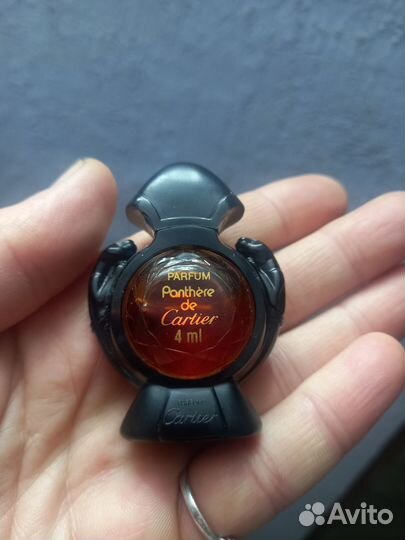 PARFUM
Panthère
de
Cartier
4 ml
Cartier
Avito